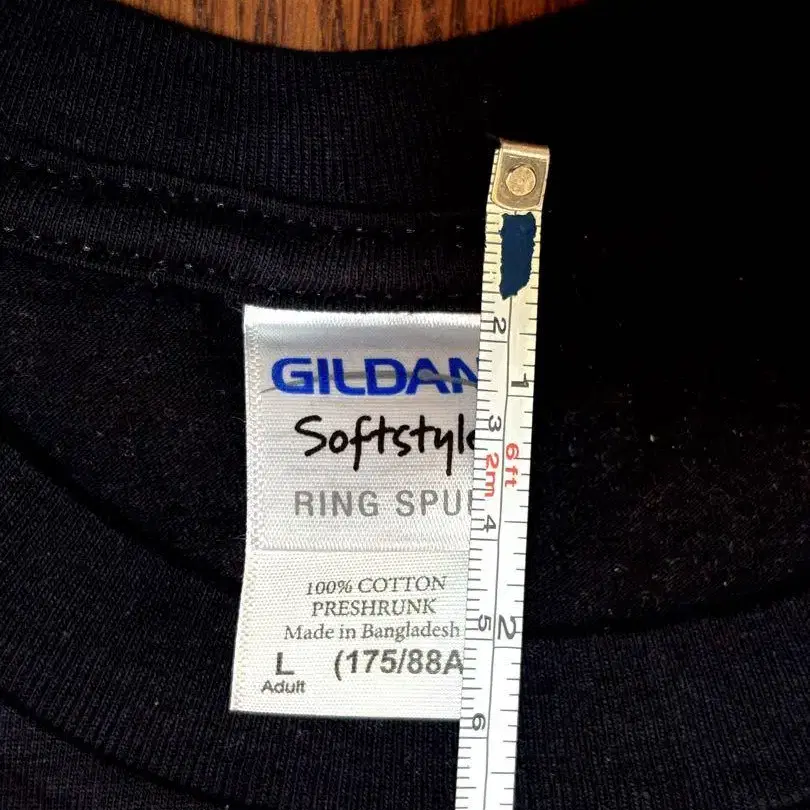 GILDAN
Softstyle
RING SPU
100% COTTON
PRESHRUNK
Made in Bangladesh
L (175/88A
Adult
2
1
3
6ft
2m
4
5
2
6